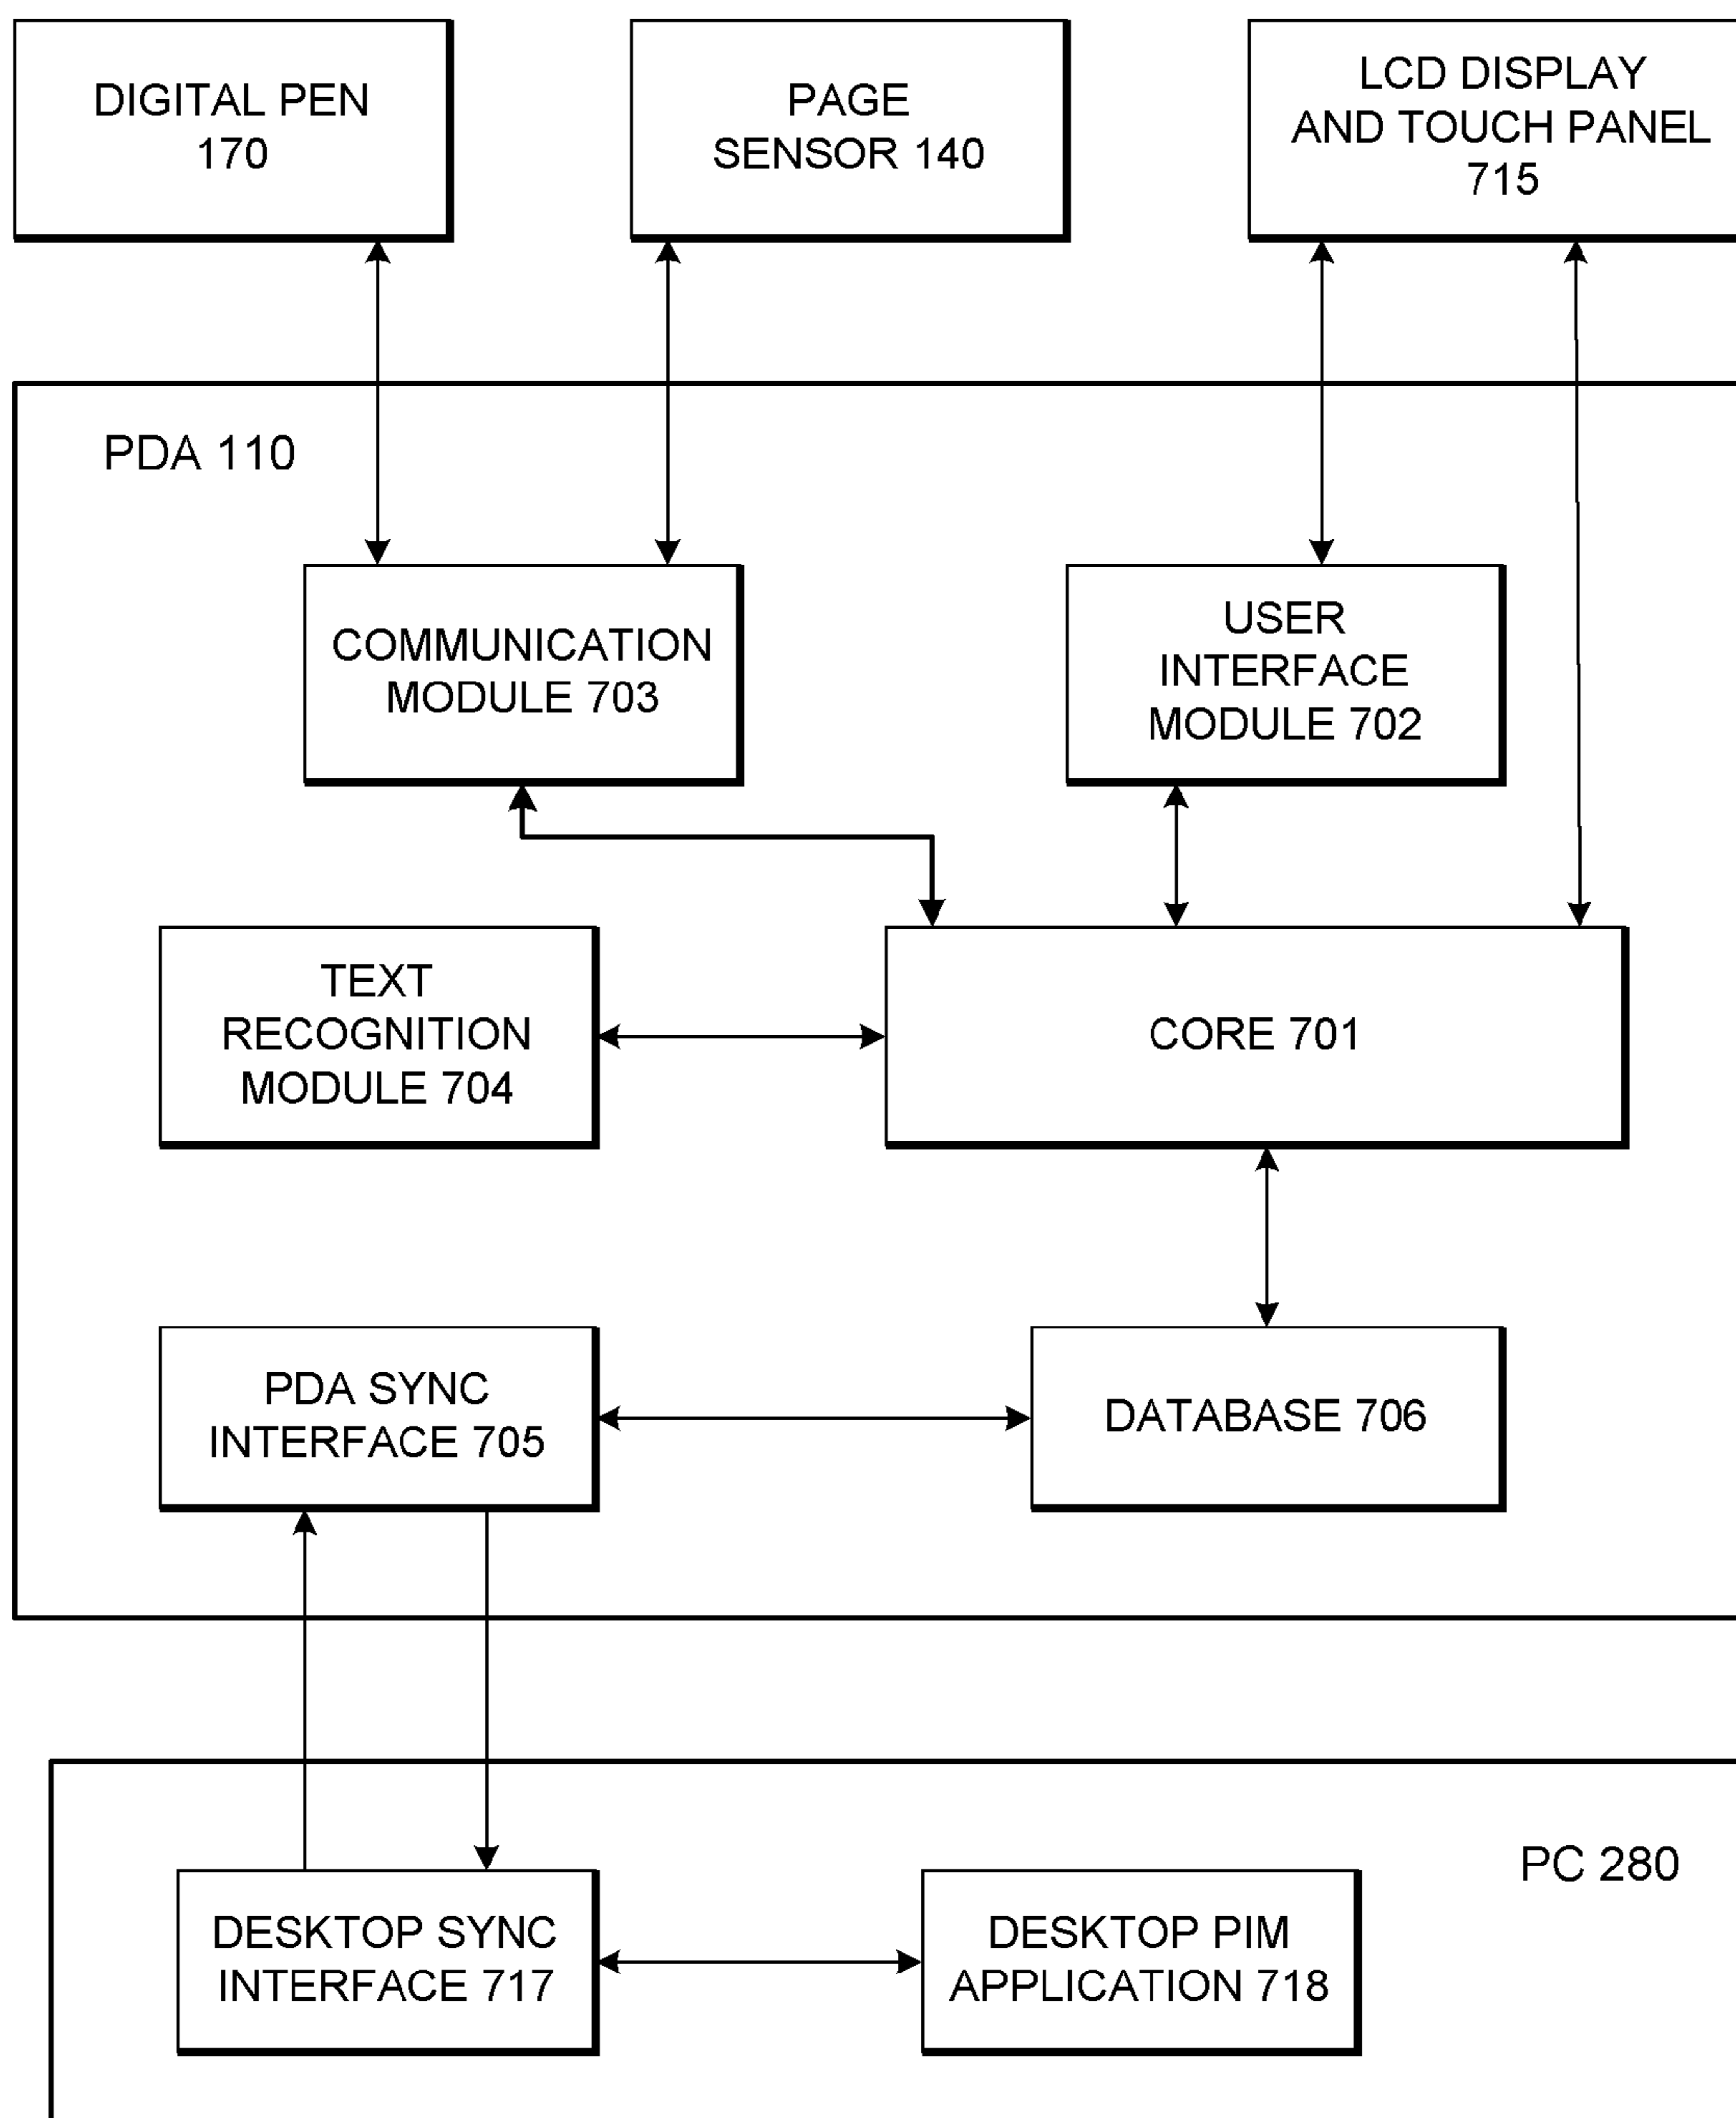 DIGITAL PEN
170
PAGE
SENSOR 140
LCD DISPLAY
AND TOUCH PANEL
715
PDA 110
COMMUNICATION
MODULE 703
USER
INTERFACE
MODULE 702
TEXT
RECOGNITION
MODULE 704
CORE 701
PDA SYNC
INTERFACE 705
DATABASE 706
PC 280
DESKTOP SYNC
INTERFACE 717
DESKTOP PIM
APPLICATION 718